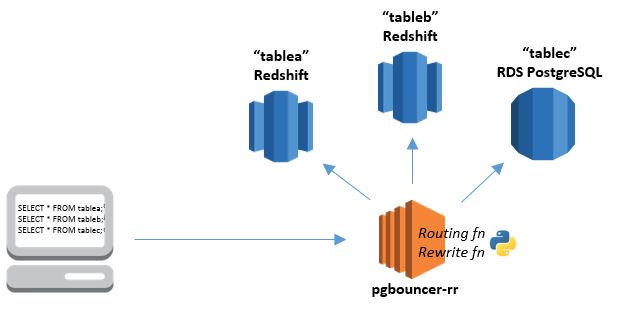 “tableb”
Redshift
“tablea”
Redshift
“tablec”
RDS PostgreSQL
SELECT * FROM tablea;
SELECT * FROM tableb;
SELECT * FROM tablec;
Routing fn
Rewrite fn
pgbouncer-rr